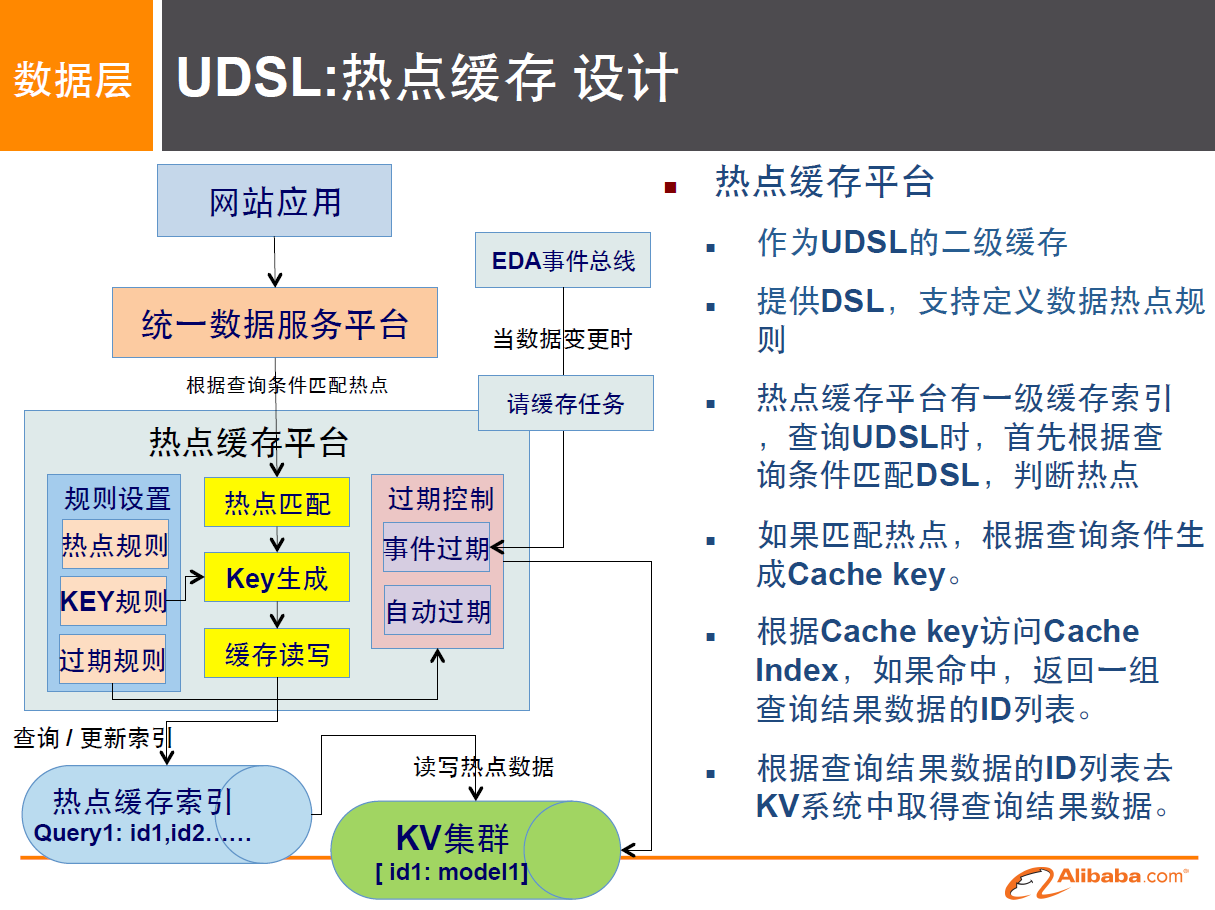 数据层
UDSL:热点缓存 设计
网站应用
EDA事件总线
统一数据服务平台
当数据变更时
根据查询条件匹配热点
请缓存任务
热点缓存平台
规则设置
热点规则
KEY规则
过期规则
热点匹配
Key生成
缓存读写
过期控制
事件过期
自动过期
查询 / 更新索引
读写热点数据
热点缓存索引
Query1: id1,id2......
KV集群
[ id1: model1]
热点缓存平台
作为UDSL的二级缓存
提供DSL，支持定义数据热点规
则
热点缓存平台有一级缓存索引
，查询UDSL时，首先根据查
询条件匹配DSL，判断热点
如果匹配热点，根据查询条件生
成Cache key。
根据Cache key访问Cache
Index，如果命中，返回一组
查询结果数据的ID列表。
根据查询结果数据的ID列表去
KV系统中取得查询结果数据。
Alibaba.com®